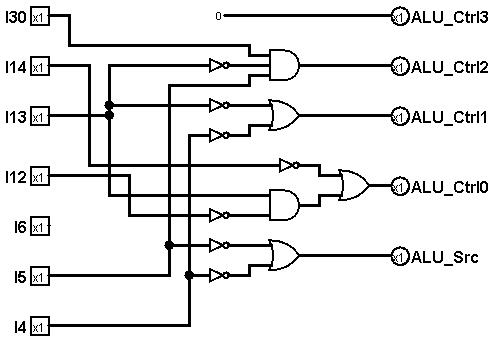 I30 x1 0 x1 ALU_Ctrl3
I14 x1 x1 ALU_Ctrl2
I13 x1 x1 ALU_Ctrl1
I12 x1 x1 ALU_Ctrl0
I6 x1
I5 x1 x1 ALU_Src
I4 x1